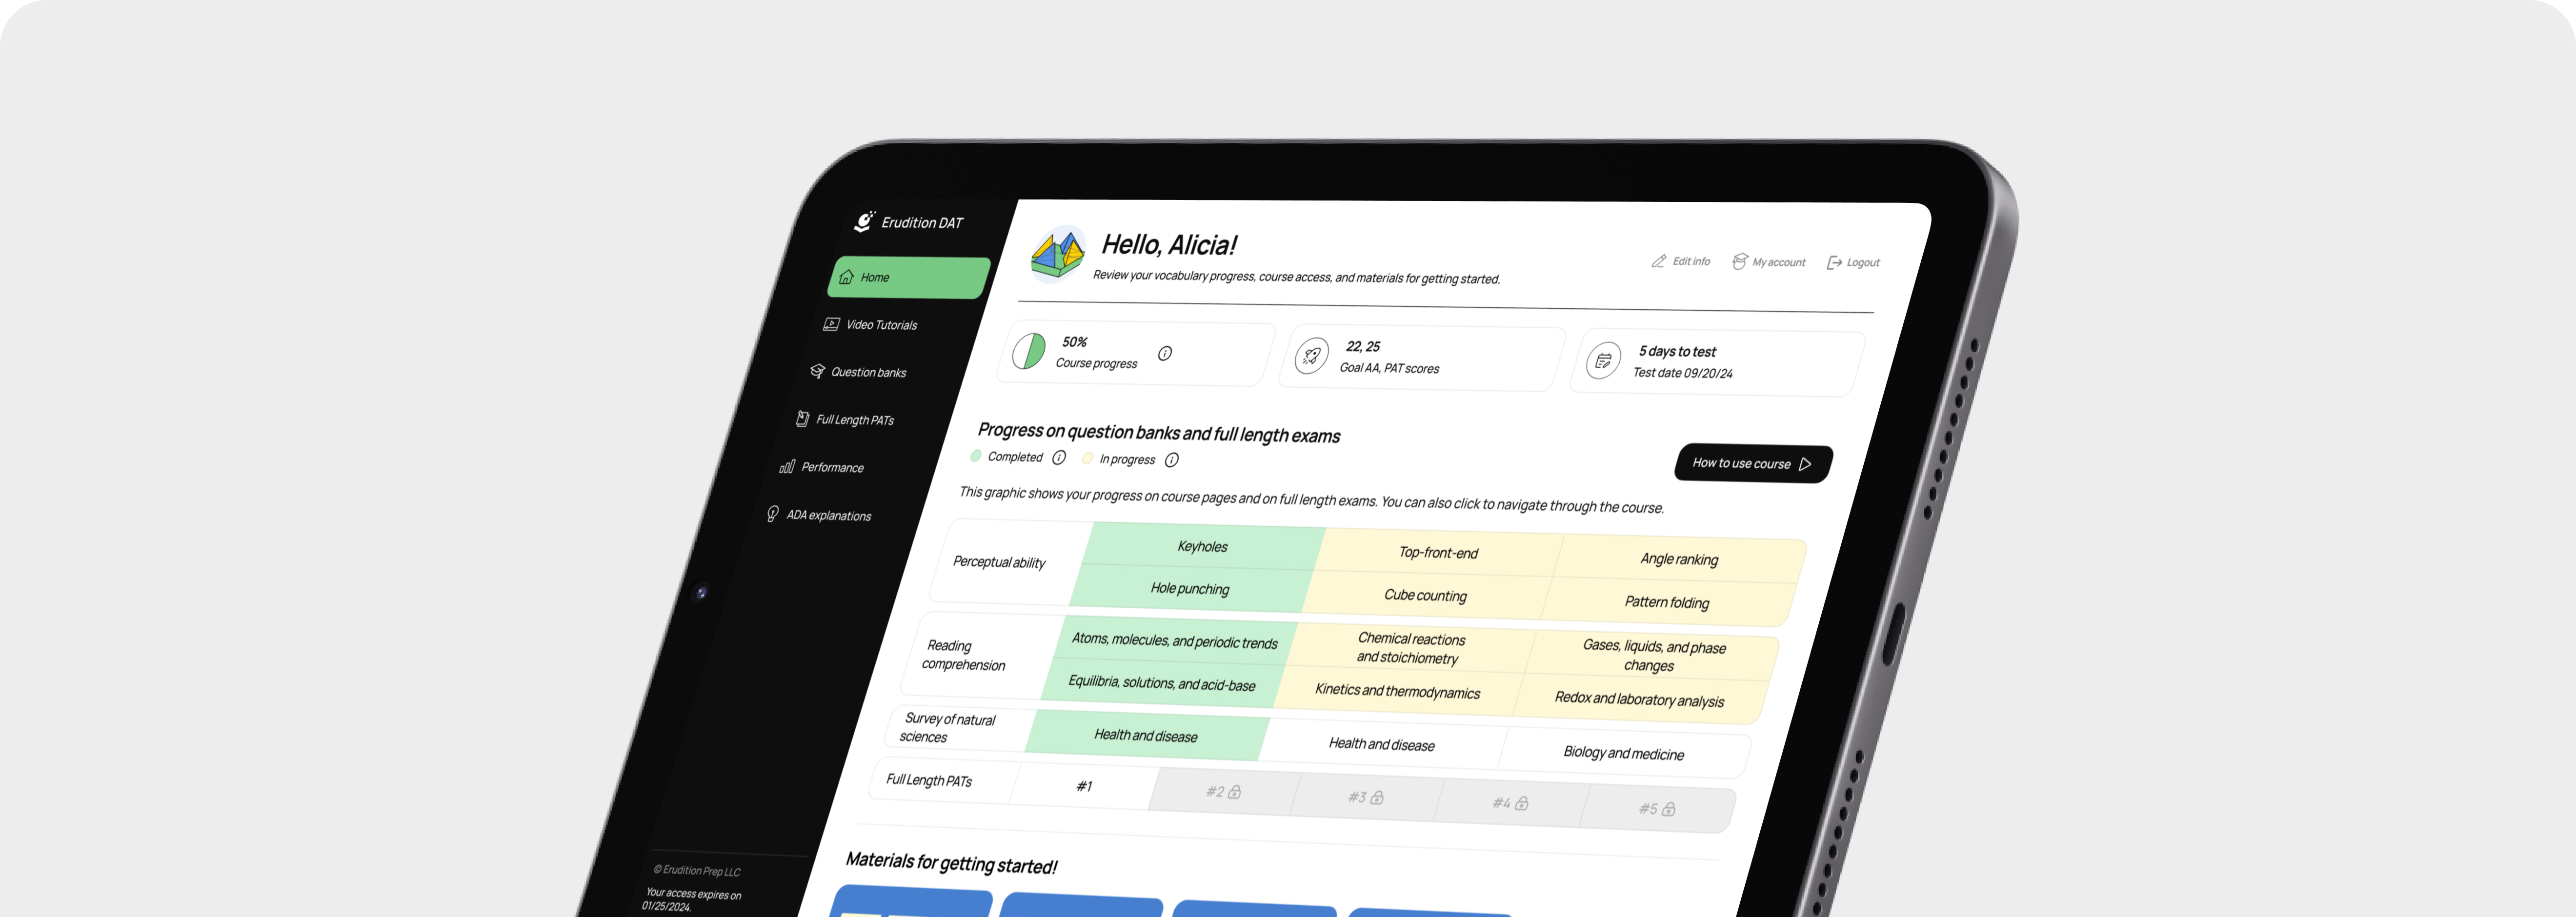 Erudition DAT
Home
Video Tutorials
Question banks
Full Length PATs
Performance
ADA explanations
© Erudition Prep LLC
Your access expires on
01/25/2024.
Hello, Alicia!
Review your vocabulary progress, course access, and materials for getting started.
Edit info
My account
Logout
50%
Course progress
22, 25
Goal AA, PAT scores
5 days to test
Test date 09/20/24
Progress on question banks and full length exams
Completed
In progress
How to use course
This graphic shows your progress on course pages and on full length exams. You can also click to navigate through the course.
Perceptual ability
Keyholes
Top-front-end
Angle ranking
Hole punching
Cube counting
Pattern folding
Reading
comprehension
Atoms, molecules, and periodic trends
Chemical reactions
and stoichiometry
Gases, liquids, and phase
changes
Equilibria, solutions, and acid-base
Kinetics and thermodynamics
Redox and laboratory analysis
Survey of natural
sciences
Health and disease
Health and disease
Biology and medicine
Full Length PATs
#1
#2
#3
#4
#5
Materials for getting started!